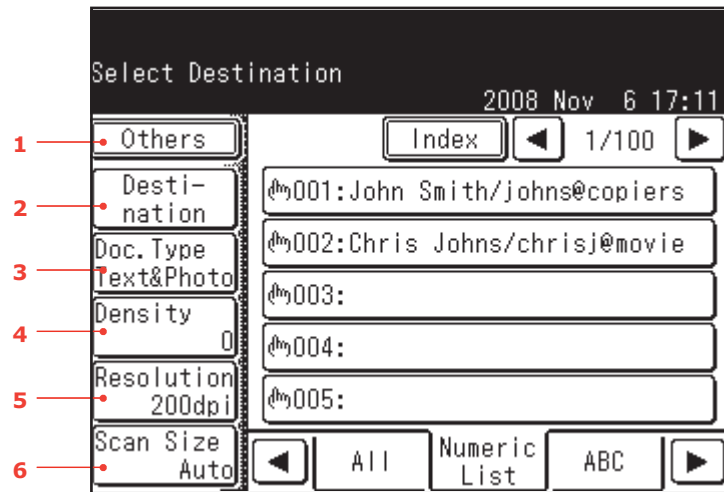 Select Destination
2008 Nov 6 17:11
1 Others
Index 1/100
2 Desti-
nation
001:John Smith/johns@copiers
002:Chris Johns/chrisj@movie
3 Doc.Type
Text&Photo
003:
4 Density
0
004:
5 Resolution
200dpi
005:
6 Scan Size
Auto
All
Numeric
List
ABC